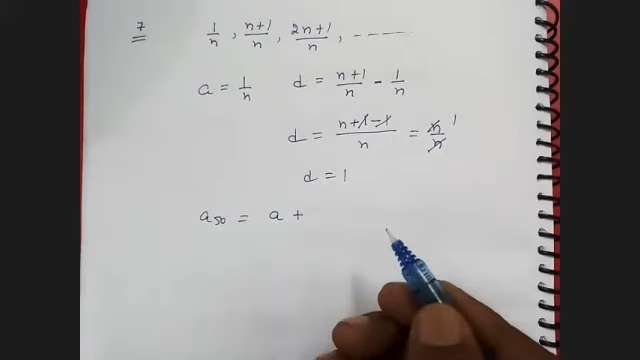 7 1/n , n+1/n , 2n+1/n , -----
a = 1/n d = n+1/n - 1/n
d = n+1-1/n = n/n 1
d = 1
a50 = a +